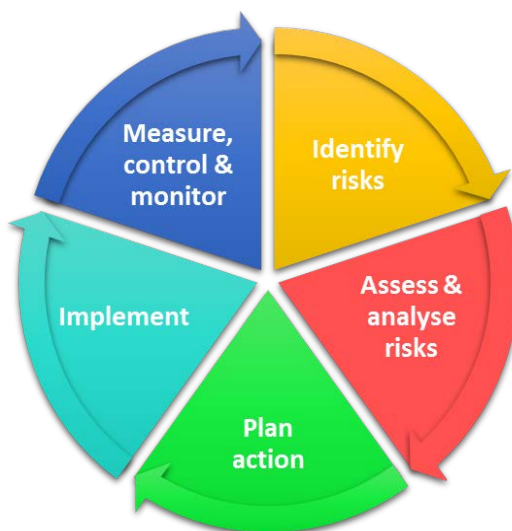 Identify
risks
Assess &
analyse
risks
Plan
action
Implement
Measure,
control &
monitor